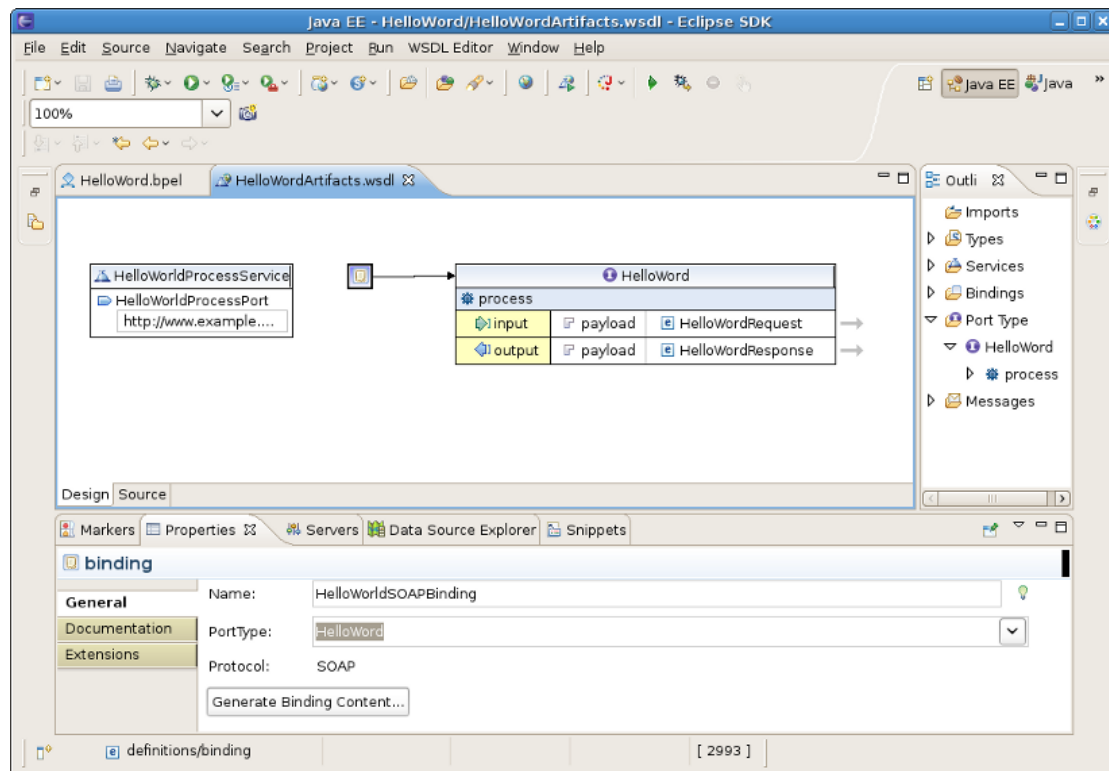 Java EE - HelloWord/HelloWordArtifacts.wsdl - Eclipse SDK
File Edit Source Navigate Search Project Run WSDL Editor Window Help
Java EE Java »
100%
HelloWord.bpel HelloWordArtifacts.wsdl Outli
Imports
Types
HelloWorldProcessService HelloWord Services
HelloWorldProcessPort process Bindings
http://www.example.... input payload HelloWordRequest Port Type
output payload HelloWordResponse HelloWord
process
Messages
Design Source
Markers Properties Servers Data Source Explorer Snippets
binding
General Name: HelloWorldSOAPBinding
Documentation PortType: HelloWord
Extensions Protocol: SOAP
Generate Binding Content...
definitions/binding [ 2993 ]